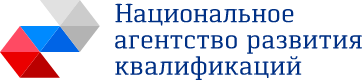 Национальное
агентство развития
квалификаций